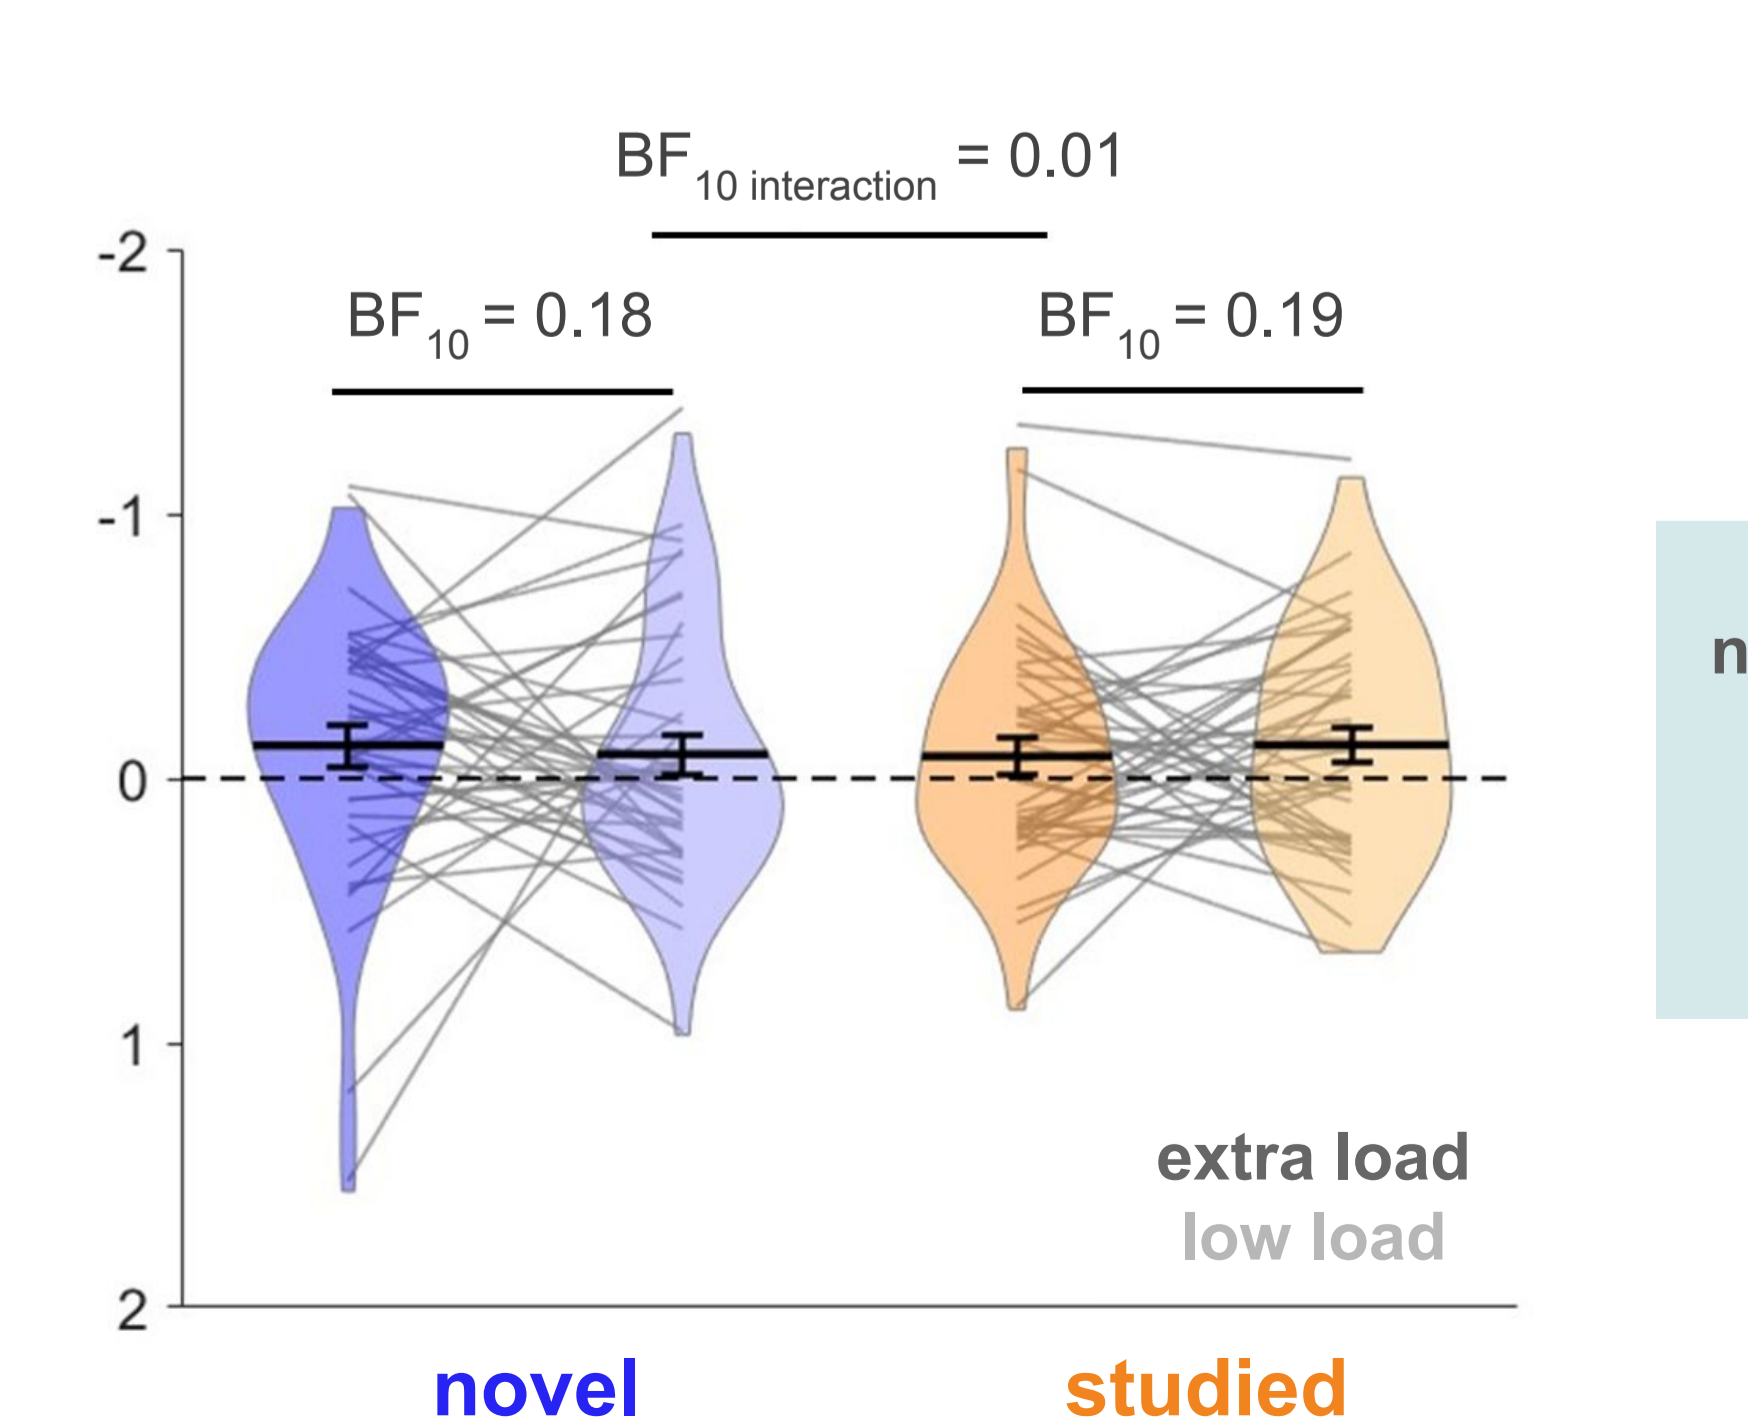 BF10 interaction = 0.01
-2
BF10 = 0.18
BF10 = 0.19
-1
n
0
1
extra load
low load
2
novel
studied